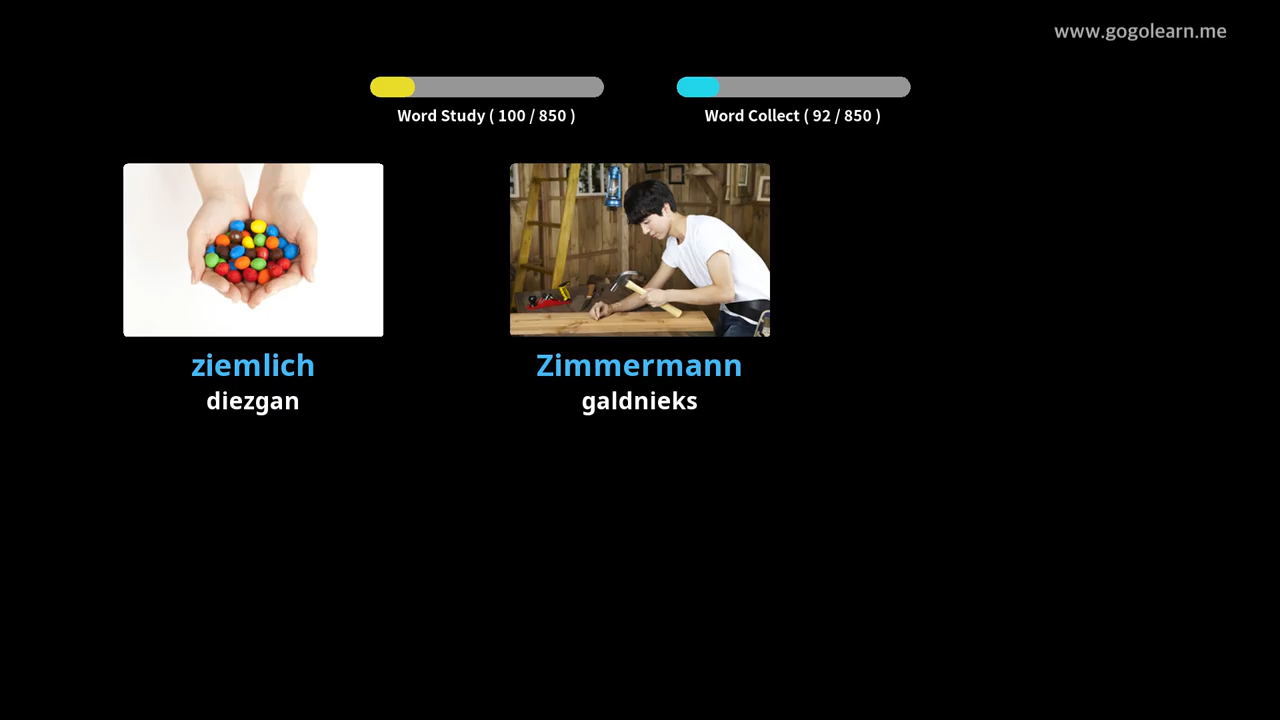 www.gogolearn.me
Word Study ( 100 / 850 )
Word Collect ( 92 / 850 )
ziemlich
diezgan
Zimmermann
galdnieks